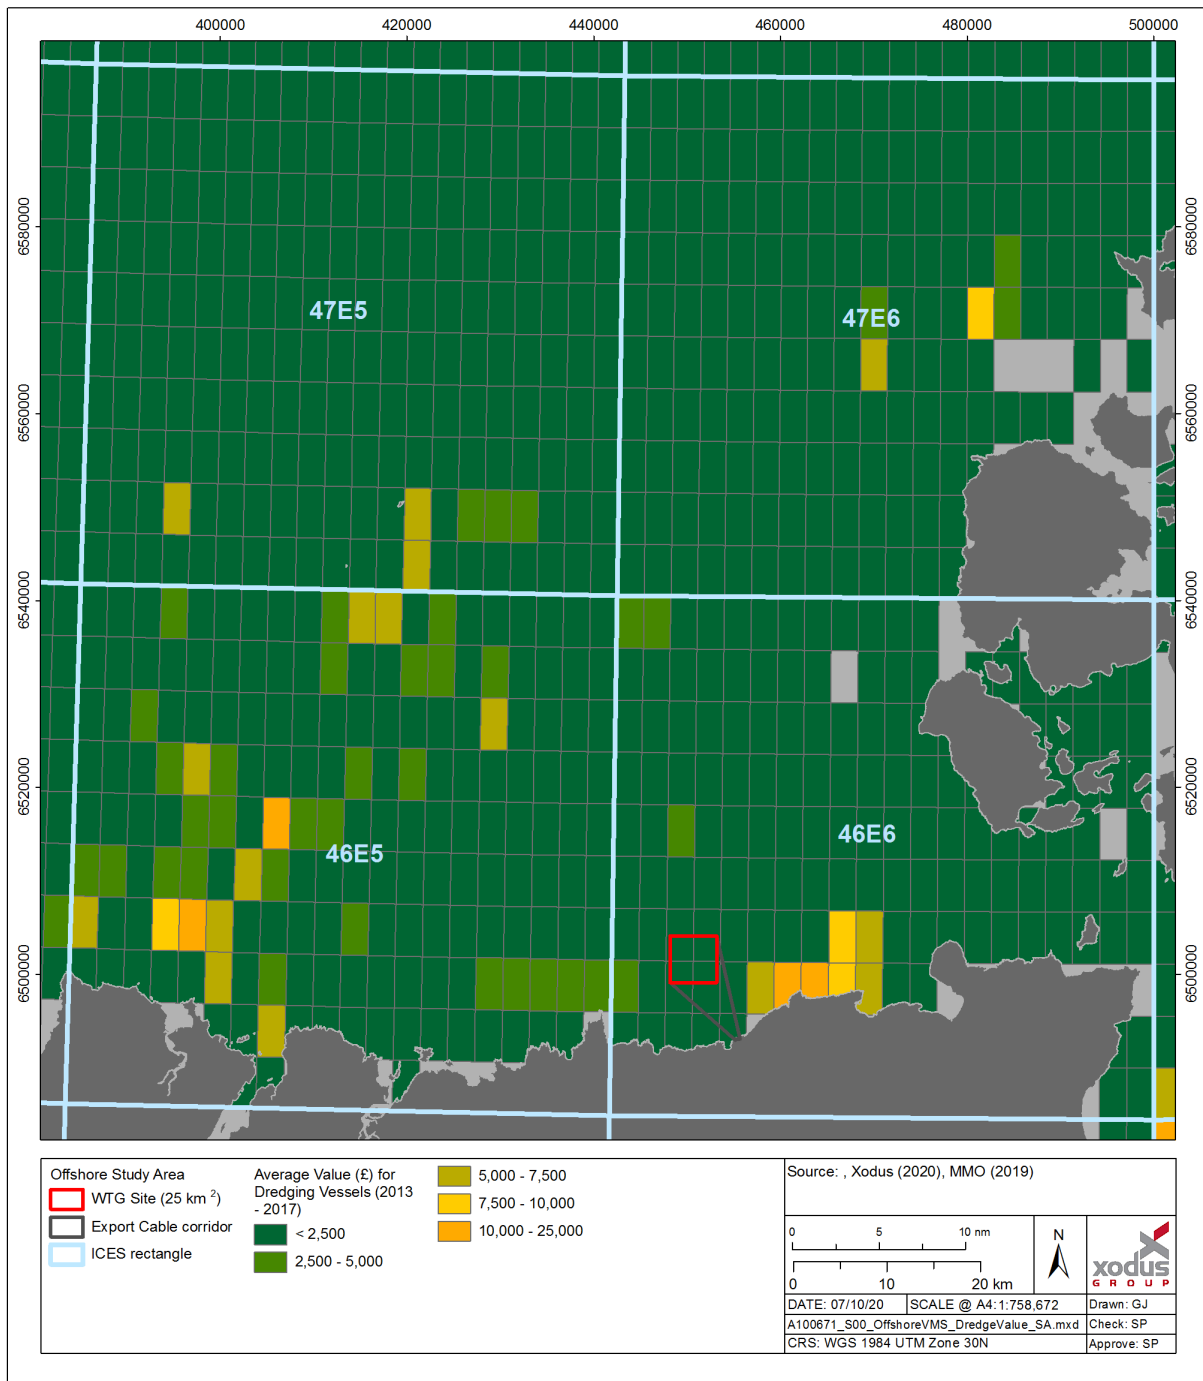 400000 420000 440000 460000 480000 500000
6580000 6580000
47E5 47E6
6560000 6560000
6540000 6540000
6520000 6520000
46E5 46E6
6500000 6500000
Offshore Study Area
WTG Site (25 km 2)
Export Cable corridor
ICES rectangle
Average Value (£) for
Dredging Vessels (2013
- 2017)
< 2,500
2,500 - 5,000
5,000 - 7,500
7,500 - 10,000
10,000 - 25,000
Source: , Xodus (2020), MMO (2019)
0 5 10 nm
0 10 20 km
N
xodus
GROUP
DATE: 07/10/20 SCALE @ A4:1:758,672 Drawn: GJ
A100671_S00_OffshoreVMS_DredgeValue_SA.mxd Check: SP
CRS: WGS 1984 UTM Zone 30N Approve: SP